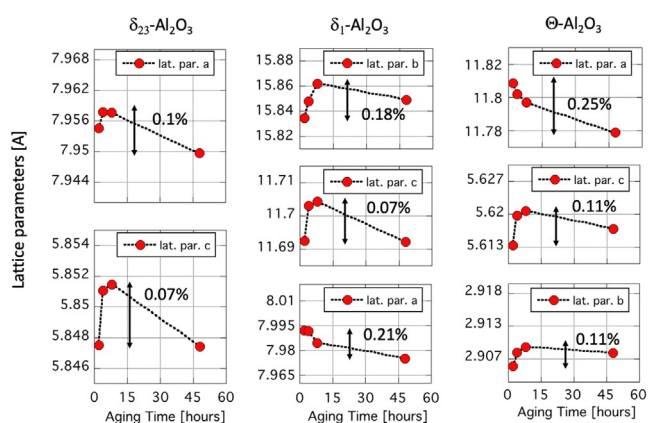 δ23-Al2O3
δ1-Al2O3
Θ-Al2O3
Lattice parameters [A]
7.968
7.962
7.956
7.95
7.944
lat. par. a
0.1%
5.854
5.851
5.85
5.848
5.846
lat. par. c
0.07%
0 15 30 45 60
Aging Time [hours]
15.88
15.86
15.84
15.82
lat. par. b
0.18%
11.71
11.7
11.69
lat. par. c
0.07%
8.01
7.995
7.98
7.965
lat. par. a
0.21%
0 15 30 45 60
Aging Time [hours]
11.82
11.8
11.78
lat. par. a
0.25%
5.627
5.62
5.613
lat. par. c
0.11%
2.918
2.913
2.907
lat. par. b
0.11%
0 15 30 45 60
Aging Time [hours]